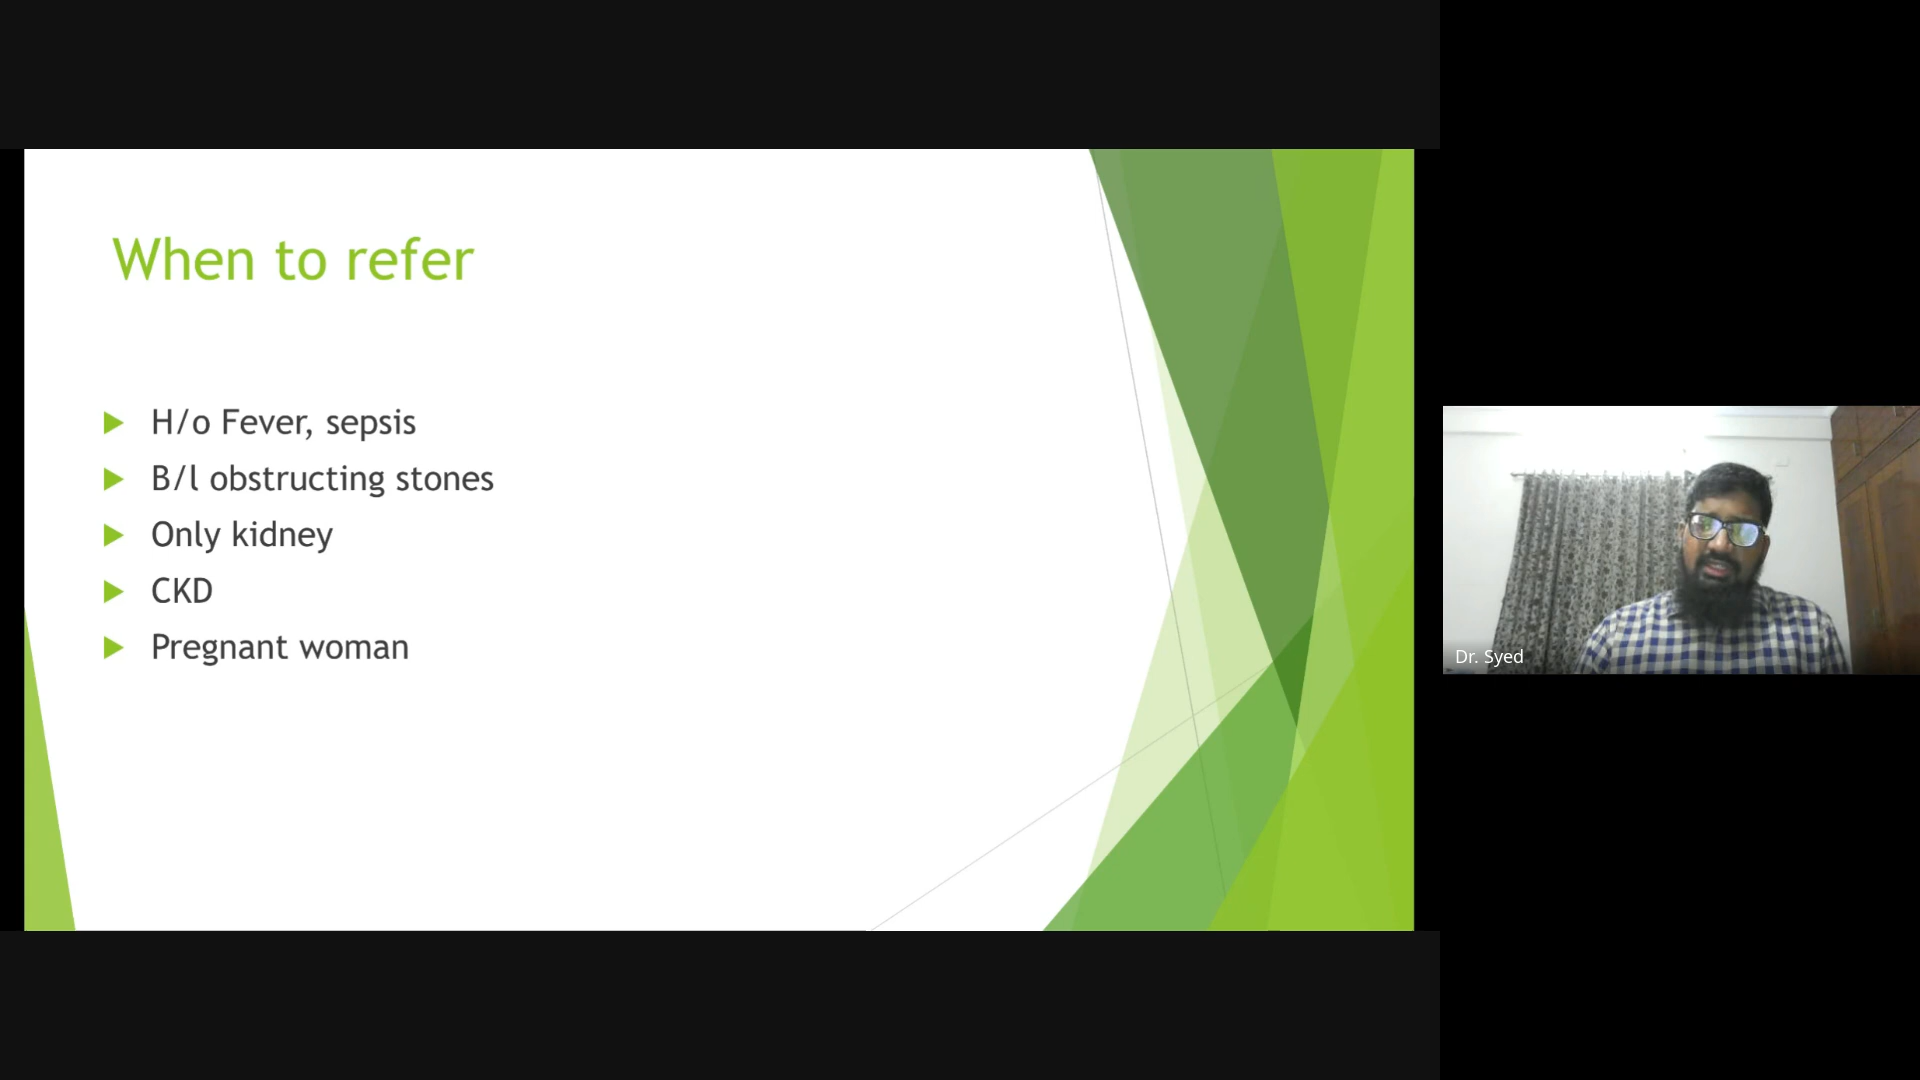 When to refer
H/o Fever, sepsis
B/l obstructing stones
Only kidney
CKD
Pregnant woman
Dr. Syed